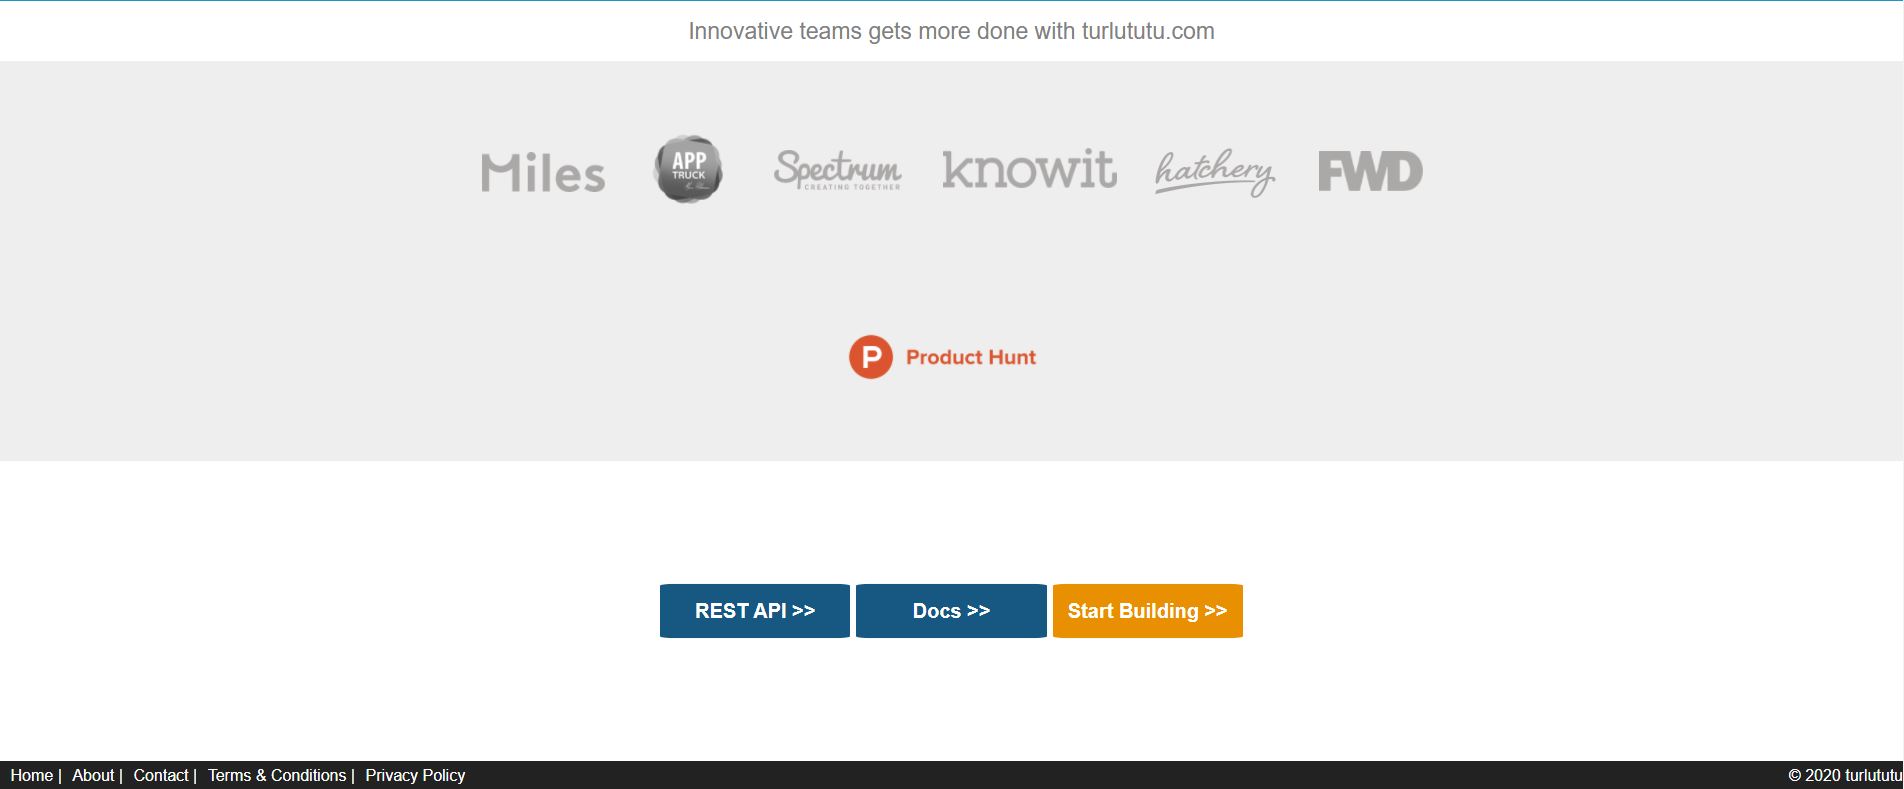 Innovative teams gets more done with turlututu.com
Miles
APP
TRUCK
Spectrum
CREATING TOGETHER
knowit
hatchery
FWD
P Product Hunt
REST API >>
Docs >>
Start Building >>
Home | About | Contact | Terms & Conditions | Privacy Policy
© 2020 turlututu